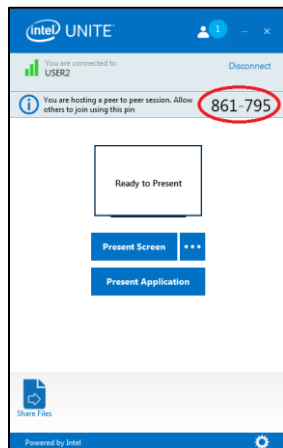 intel UNITE
1
You are connected to
USER2
Disconnect
You are hosting a peer to peer session. Allow
others to join using this pin
861-795
Ready to Present
Present Screen
Present Application
Share Files
Powered by Intel